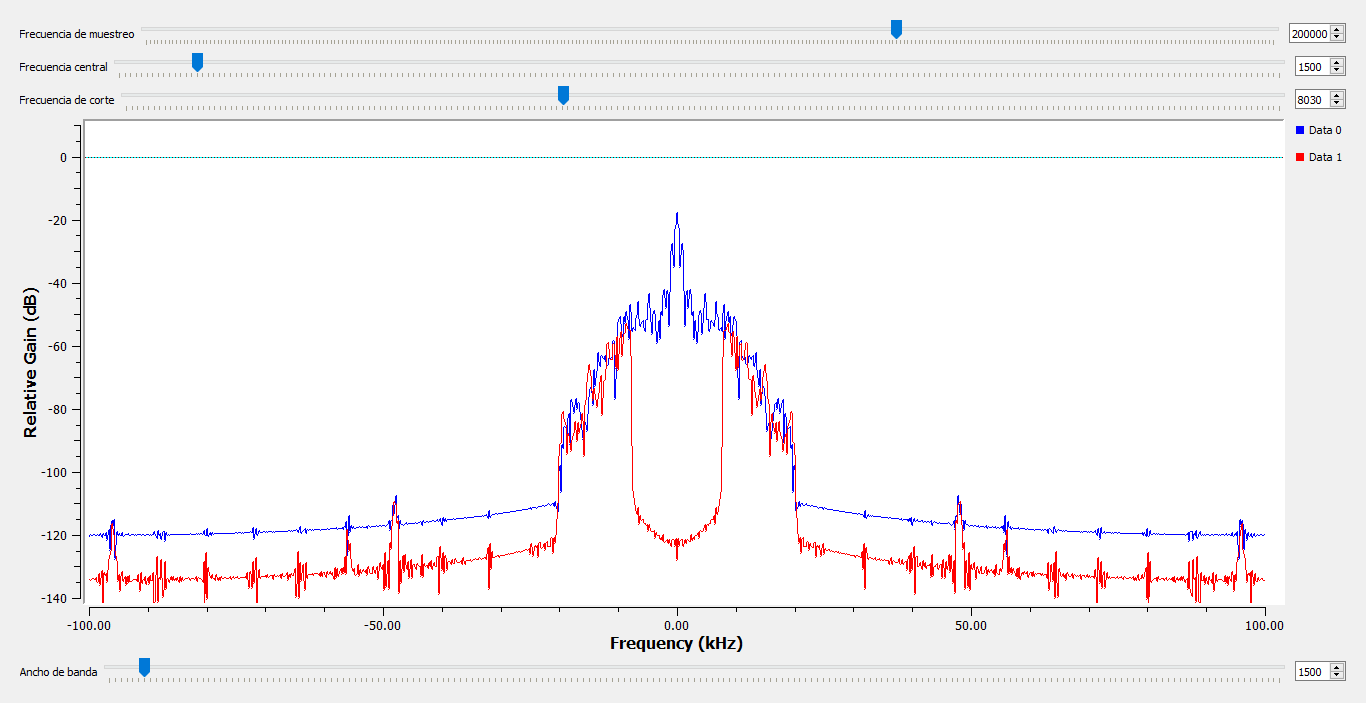 Frecuencia de muestreo 200000
Frecuencia central 1500
Frecuencia de corte 8030
Data 0
Data 1
0
-20
-40
-60
-80
-100
-120
-140
Relative Gain (dB)
-100.00 -50.00 0.00 50.00 100.00
Frequency (kHz)
Ancho de banda 1500